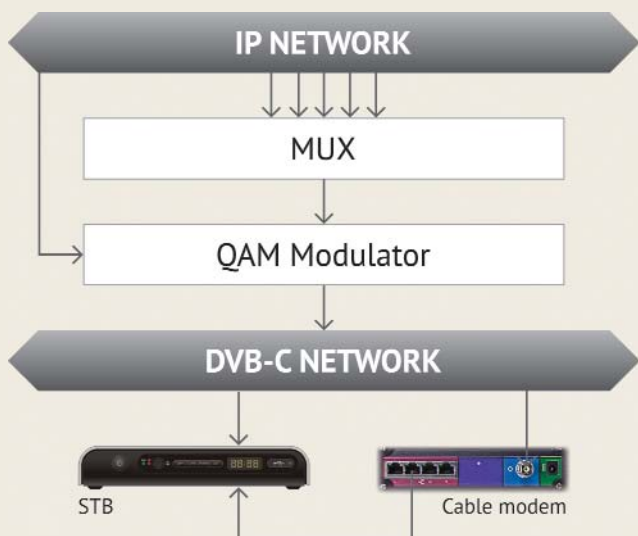 IP NETWORK
MUX
QAM Modulator
DVB-C NETWORK
STB
Cable modem